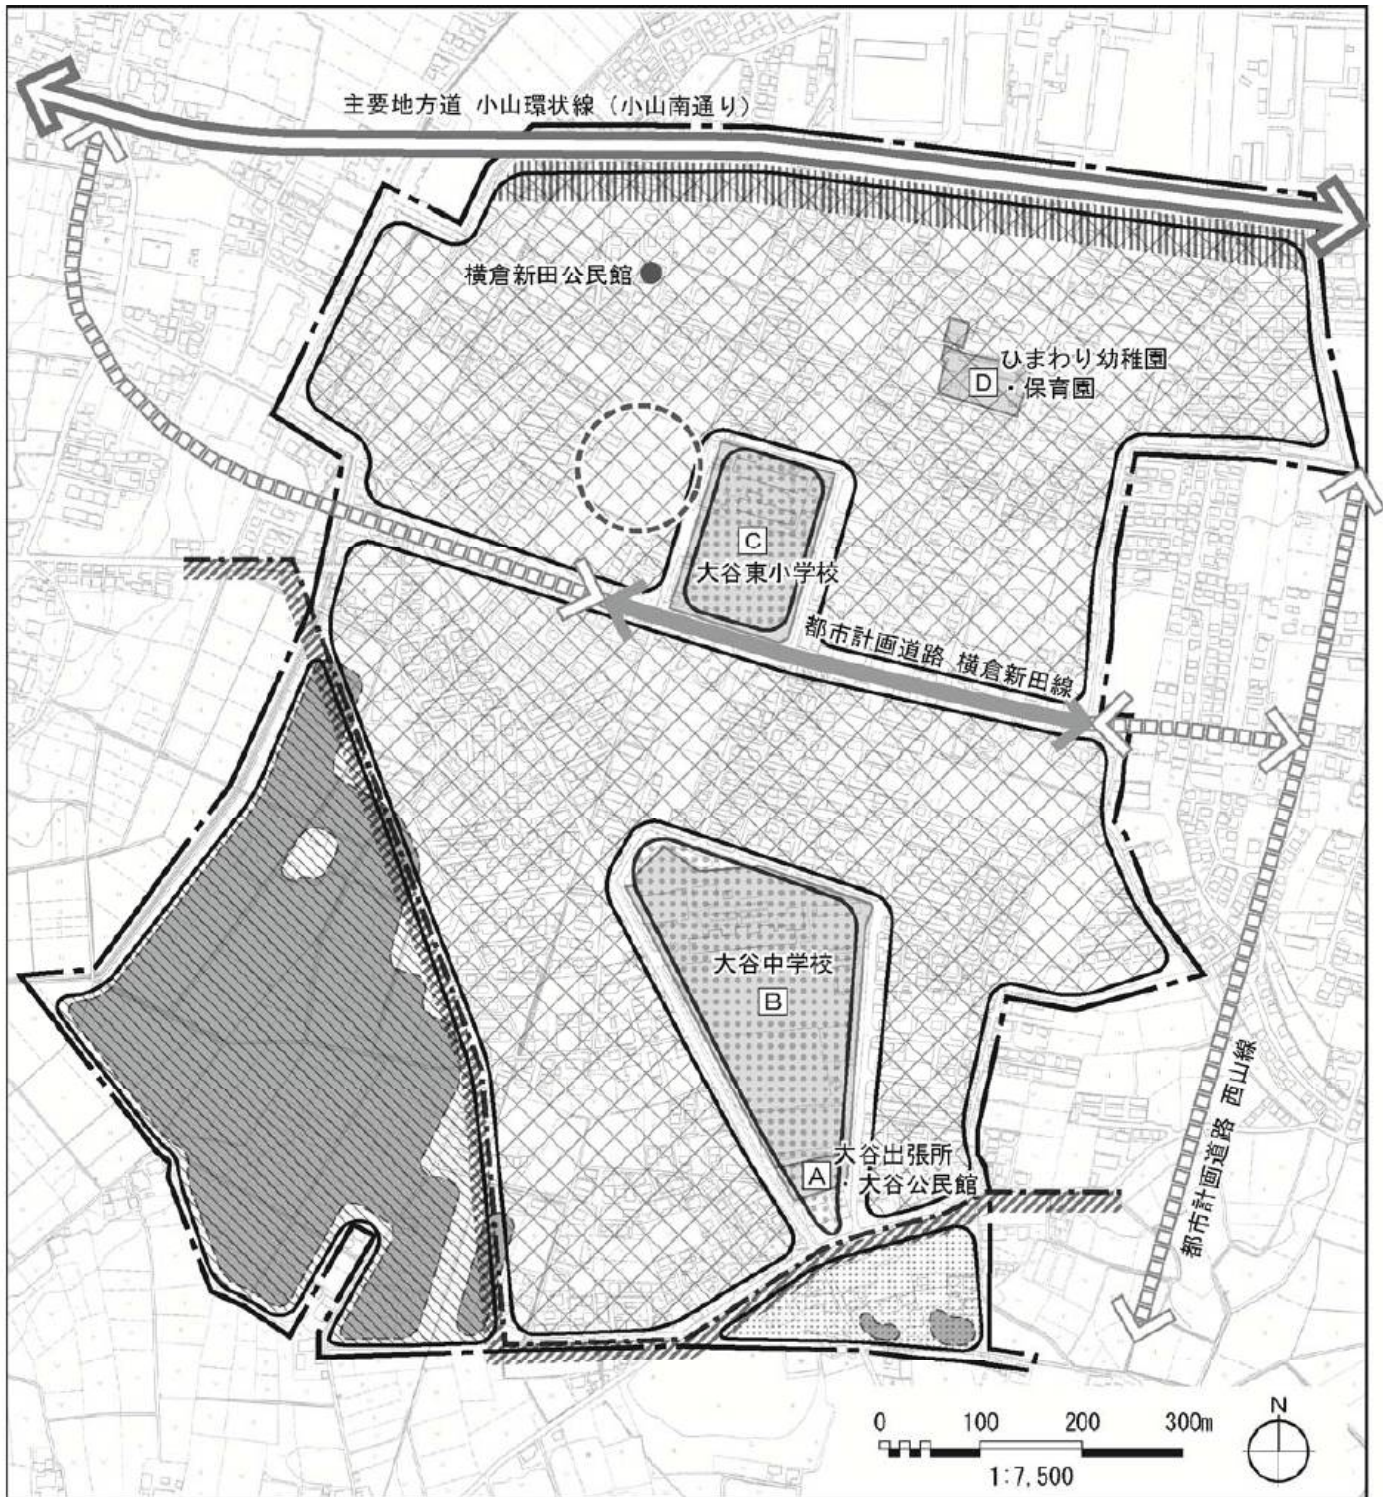 主要地方道 小山環状線（小山南通り）
横倉新田公民館
ひまわり幼稚園
D ・保育園
C
大谷東小学校
都市計画道路 横倉新田線
大谷中学校
B
大谷出張所
A ・大谷公民館
都市計画道路 西山線
0 100 200 300m
1:7,500
N